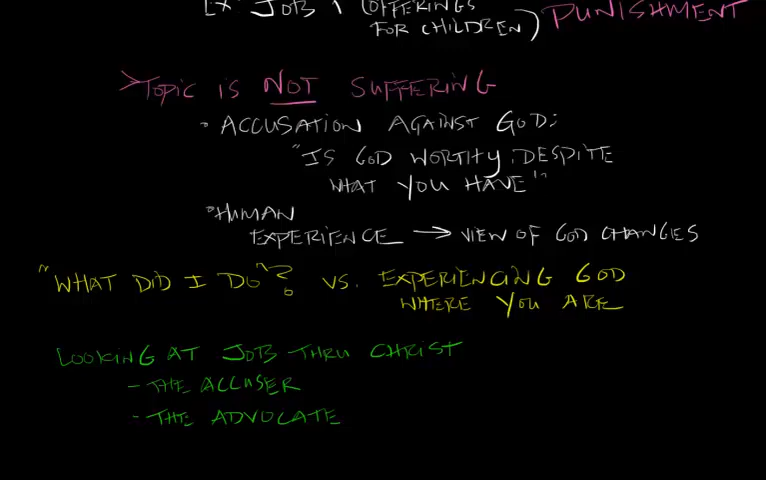 EX: JOB 1 (OFFERINGS
FOR CHILDREN)
PUNISHMENT
> TOPIC IS NOT SUFFERING
• ACCUSATION AGAINST GOD:
"IS GOD WORTHY DESPITE
WHAT YOU HAVE"
• HUMAN
EXPERIENCE → VIEW OF GOD CHANGES
"WHAT DID I DO"? VS. EXPERIENCING GOD
WHERE YOU ARE
LOOKING AT JOB THRU CHRIST
- THE ACCUSER
- THE ADVOCATE